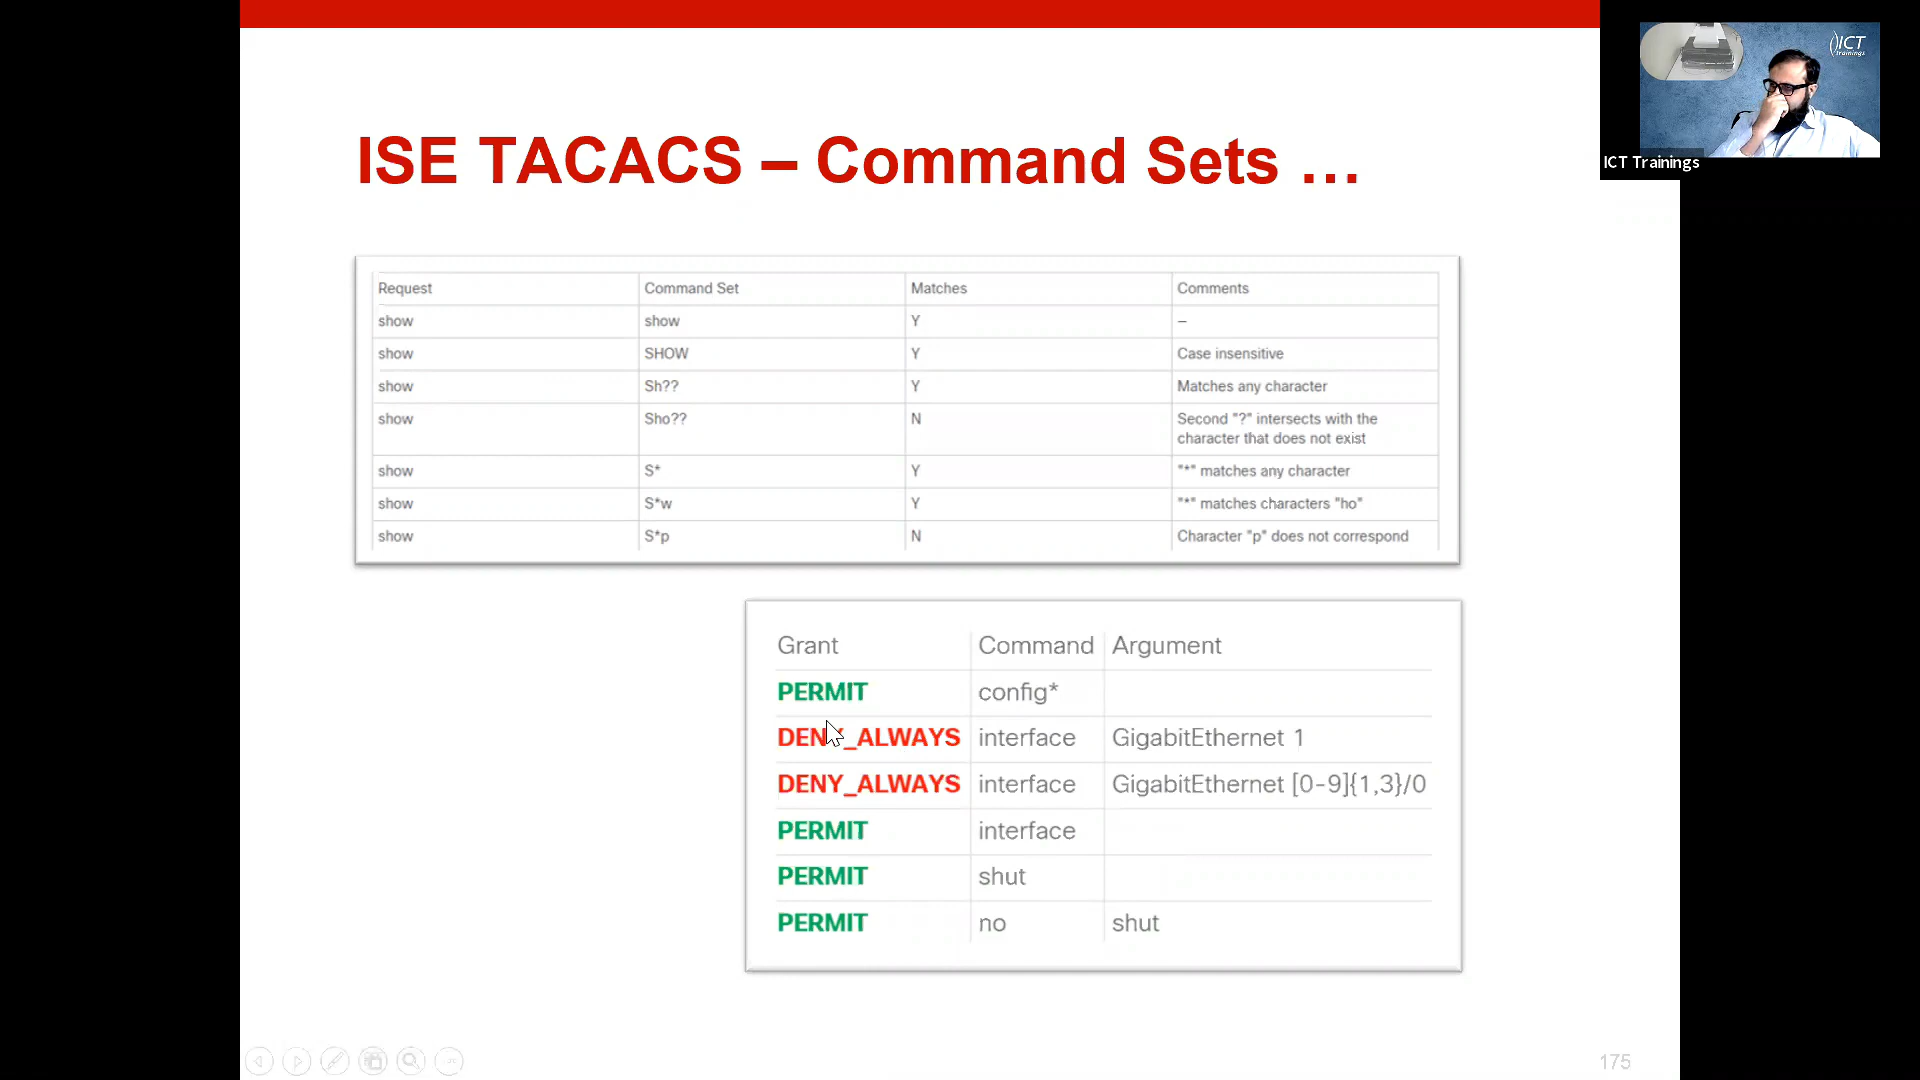 ISE TACACS – Command Sets ...
Request Command Set Matches Comments
show show Y –
show SHOW Y Case insensitive
show Sh?? Y Matches any character
show Sho?? N Second "?" intersects with the
character that does not exist
show S* Y "*" matches any character
show S*w Y "*" matches characters "ho"
show S*p N Character "p" does not correspond
Grant Command Argument
PERMIT config*
DENY_ALWAYS interface GigabitEthernet 1
DENY_ALWAYS interface GigabitEthernet [0-9]{1,3}/0
PERMIT interface
PERMIT shut
PERMIT no shut
175
ICT
trainings
ICT Trainings